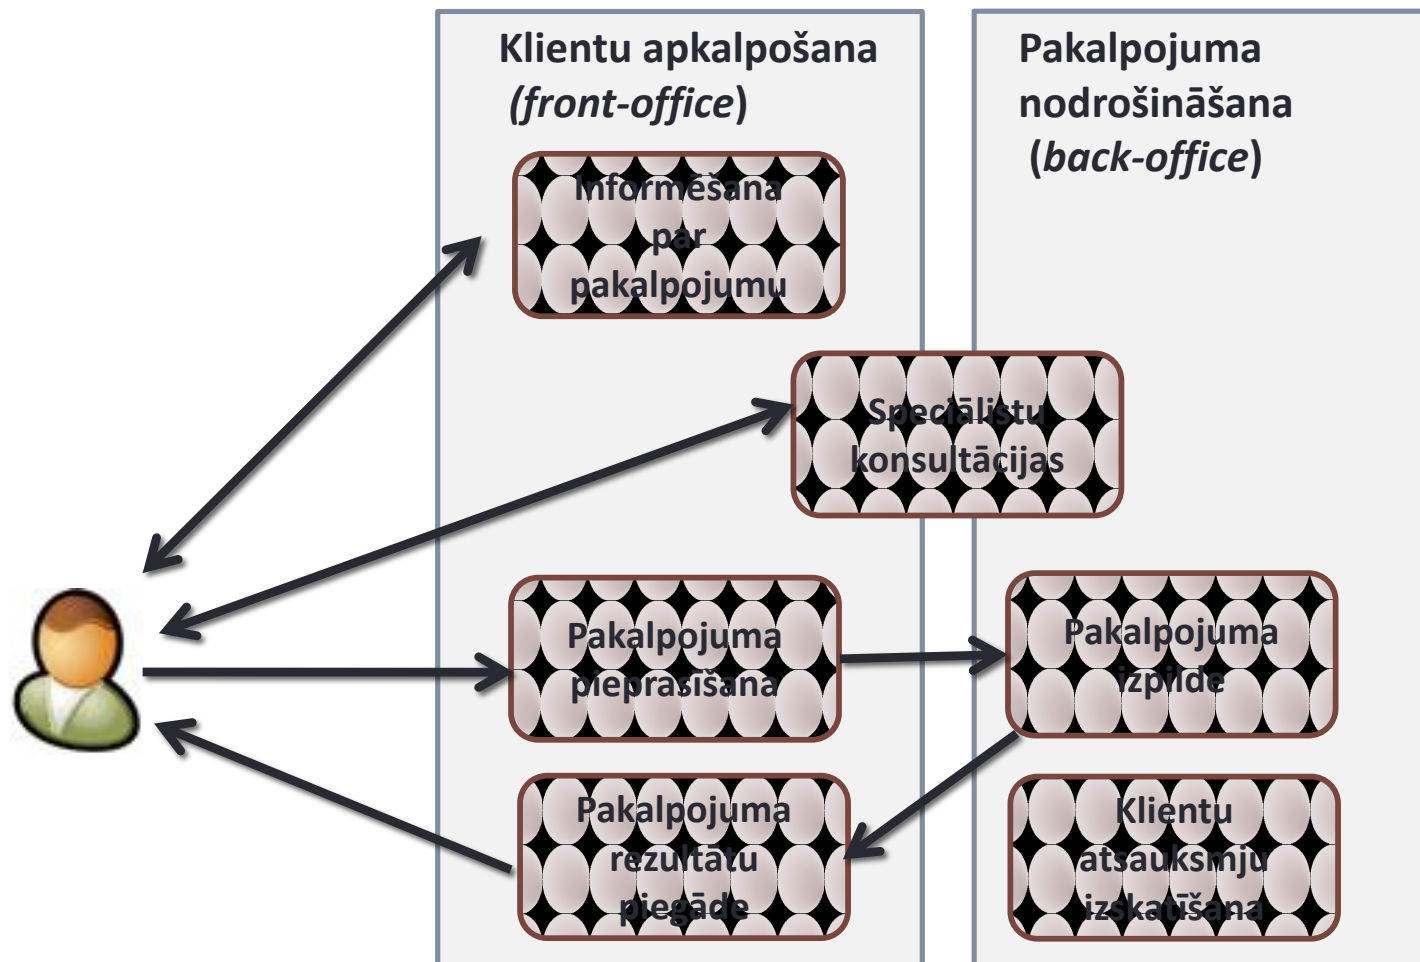 Klientu apkalpošana
(front-office)
Pakalpojuma
nodrošināšana
(back-office)
Informēšana
par
pakalpojumu
Speciālistu
konsultācijas
Pakalpojuma
pieprasīšana
Pakalpojuma
izpilde
Pakalpojuma
rezultātu
piegāde
Klientu
atsauksmju
izskatīšana